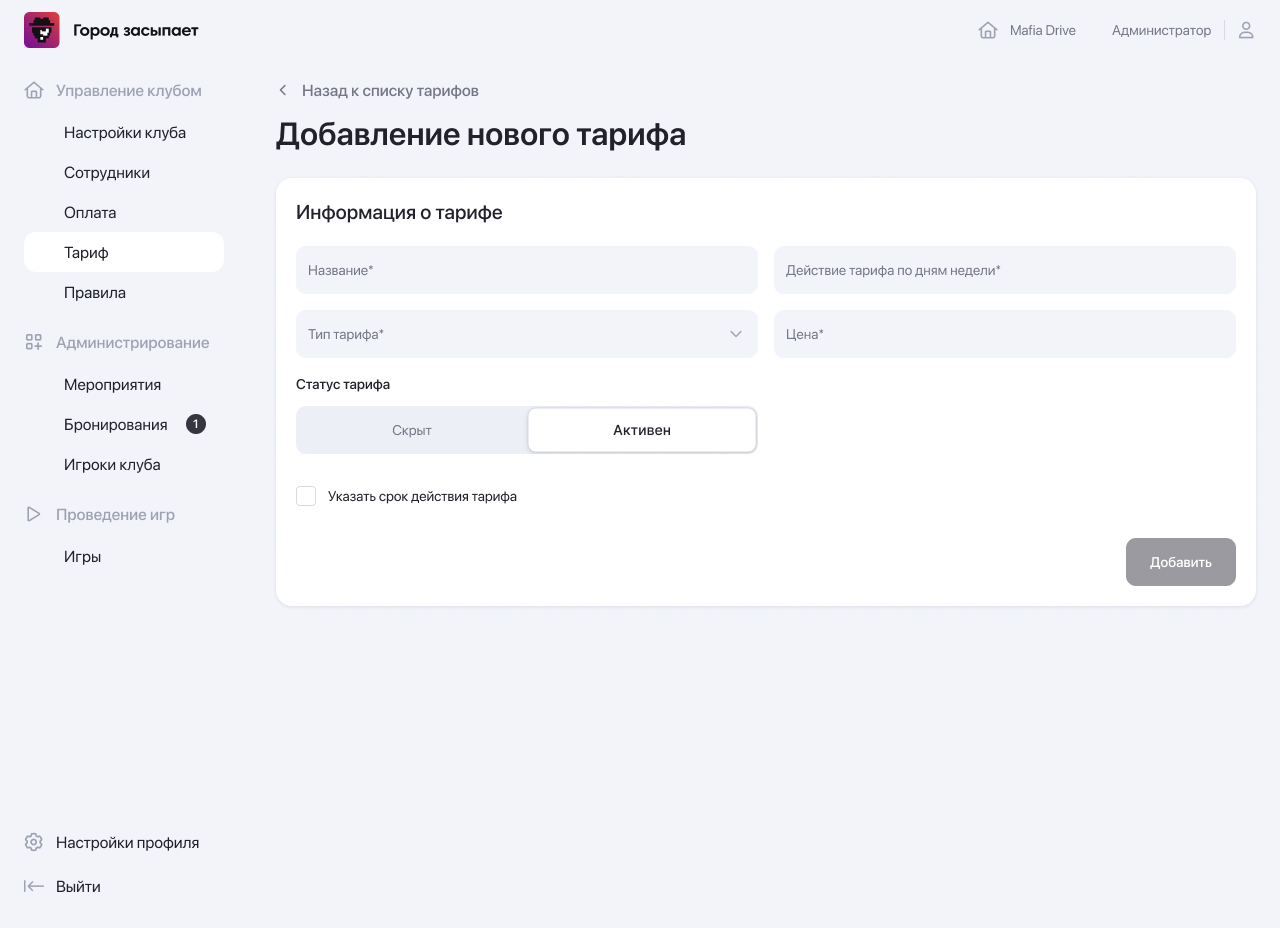 Город засыпает
Mafia Drive
Администратор
Управление клубом
Настройки клуба
Сотрудники
Оплата
Тариф
Правила
Администрирование
Мероприятия
Бронирования 1
Игроки клуба
Проведение игр
Игры
Настройки профиля
Выйти
Назад к списку тарифов
Добавление нового тарифа
Информация о тарифе
Название*
Действие тарифа по дням недели*
Тип тарифа*
Цена*
Статус тарифа
Скрыт
Активен
Указать срок действия тарифа
Добавить